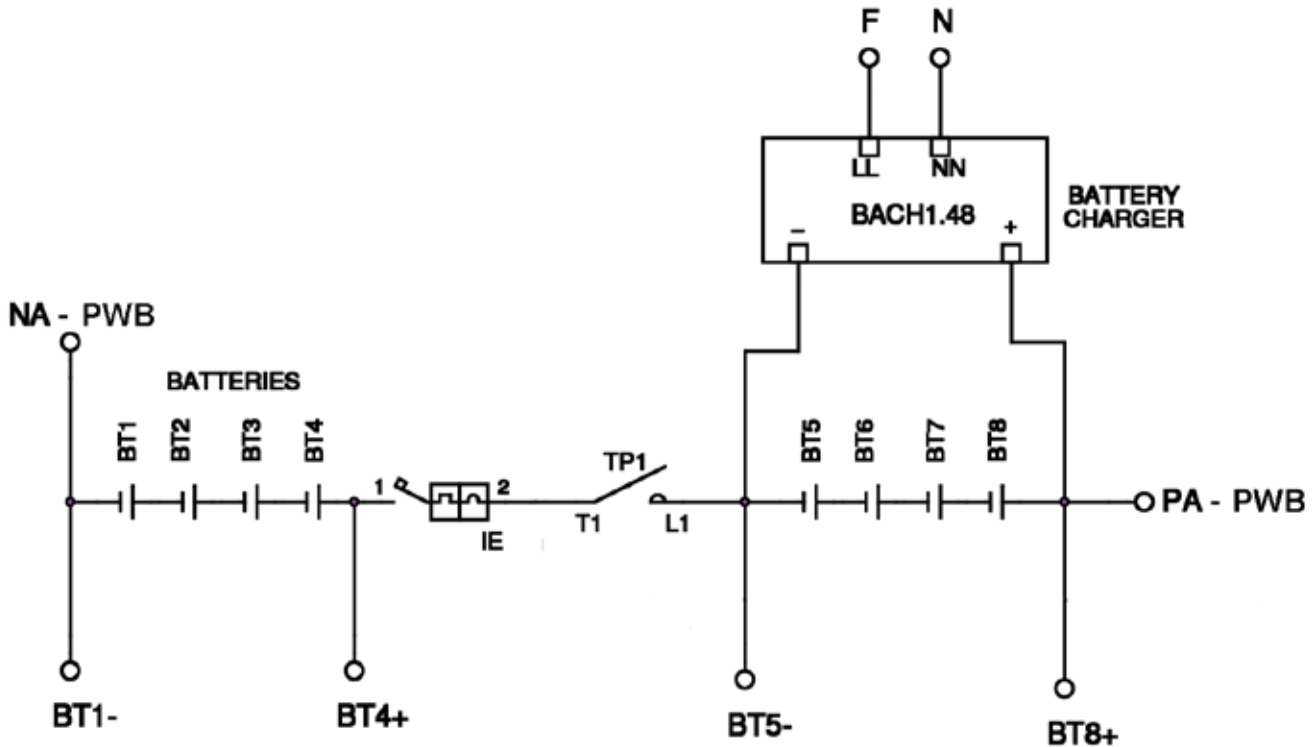 F N
LL NN
BACH1.48
BATTERY
CHARGER
- +
NA - PWB
BATTERIES
BT1 BT2 BT3 BT4
BT5 BT6 BT7 BT8
TP1
1 2
IE
T1 L1
PA - PWB
BT1-
BT4+
BT5-
BT8+